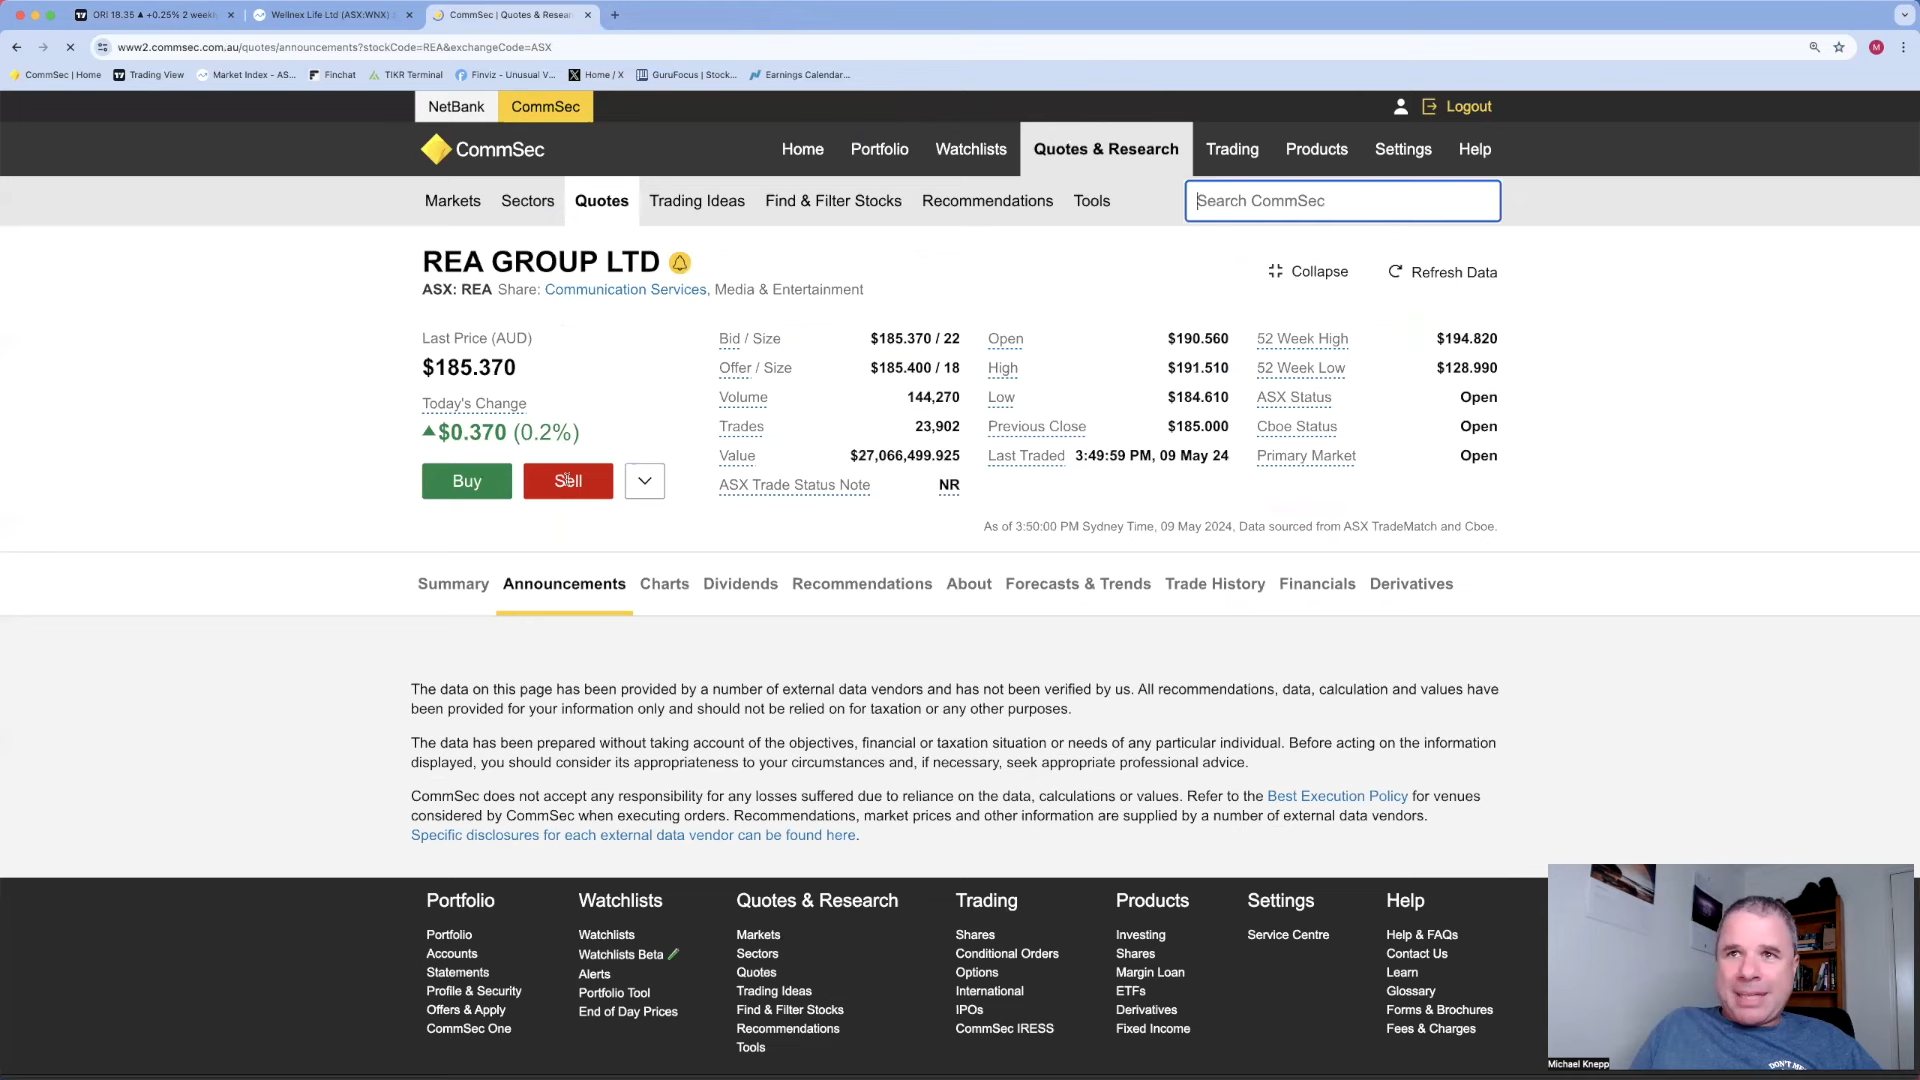 ORI 18.35 ▲ +0.25% 2 weekl
Wellnex Life Ltd (ASX:WNX)
CommSec | Quotes & Resear
www2.commsec.com.au/quotes/announcements?stockCode=REA&exchangeCode=ASX
M
CommSec | Home
Trading View
Market Index - AS...
Finchat
TIKR Terminal
Finviz - Unusual V...
Home / X
GuruFocus | Stock...
Earnings Calendar...
NetBank
CommSec
Logout
CommSec
Home
Portfolio
Watchlists
Quotes & Research
Trading
Products
Settings
Help
Markets
Sectors
Quotes
Trading Ideas
Find & Filter Stocks
Recommendations
Tools
Search CommSec
REA GROUP LTD
Collapse
Refresh Data
ASX: REA Share: Communication Services, Media & Entertainment
Last Price (AUD)
$185.370
Today's Change
▲$0.370 (0.2%)
Buy
Sell
Bid / Size $185.370 / 22
Offer / Size $185.400 / 18
Volume 144,270
Trades 23,902
Value $27,066,499.925
ASX Trade Status Note NR
Open $190.560
High $191.510
Low $184.610
Previous Close $185.000
Last Traded 3:49:59 PM, 09 May 24
52 Week High $194.820
52 Week Low $128.990
ASX Status Open
Cboe Status Open
Primary Market Open
As of 3:50:00 PM Sydney Time, 09 May 2024, Data sourced from ASX TradeMatch and Cboe.
Summary
Announcements
Charts
Dividends
Recommendations
About
Forecasts & Trends
Trade History
Financials
Derivatives
The data on this page has been provided by a number of external data vendors and has not been verified by us. All recommendations, data, calculation and values have
been provided for your information only and should not be relied on for taxation or any other purposes.
The data has been prepared without taking account of the objectives, financial or taxation situation or needs of any particular individual. Before acting on the information
displayed, you should consider its appropriateness to your circumstances and, if necessary, seek appropriate professional advice.
CommSec does not accept any responsibility for any losses suffered due to reliance on the data, calculations or values. Refer to the Best Execution Policy for venues
considered by CommSec when executing orders. Recommendations, market prices and other information are supplied by a number of external data vendors.
Specific disclosures for each external data vendor can be found here.
Portfolio
Portfolio
Accounts
Statements
Profile & Security
Offers & Apply
CommSec One
Watchlists
Watchlists
Watchlists Beta
Alerts
Portfolio Tool
End of Day Prices
Quotes & Research
Markets
Sectors
Quotes
Trading Ideas
Find & Filter Stocks
Recommendations
Tools
Trading
Shares
Conditional Orders
Options
International
IPOs
CommSec IRESS
Products
Investing
Shares
Margin Loan
ETFs
Derivatives
Fixed Income
Settings
Service Centre
Help
Help & FAQs
Contact Us
Learn
Glossary
Forms & Brochures
Fees & Charges
DON'T
Michael Knepp